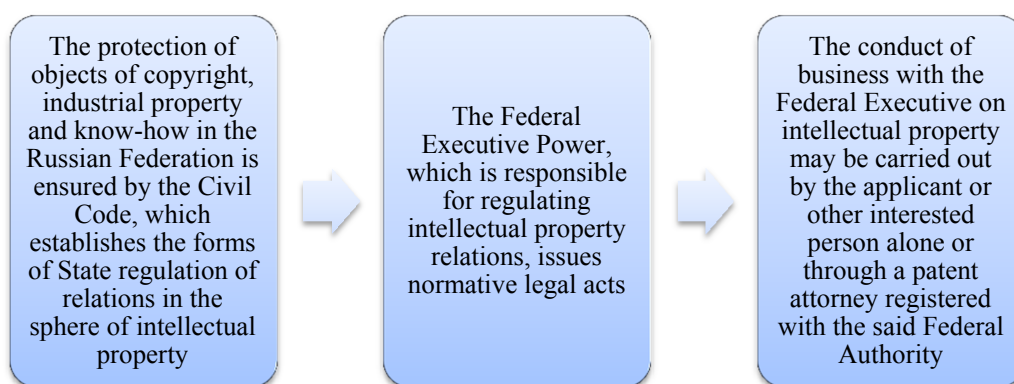 The protection of
objects of copyright,
industrial property
and know-how in the
Russian Federation is
ensured by the Civil
Code, which
establishes the forms
of State regulation of
relations in the
sphere of intellectual
property
The Federal
Executive Power,
which is responsible
for regulating
intellectual property
relations, issues
normative legal acts
The conduct of
business with the
Federal Executive on
intellectual property
may be carried out
by the applicant or
other interested
person alone or
through a patent
attorney registered
with the said Federal
Authority